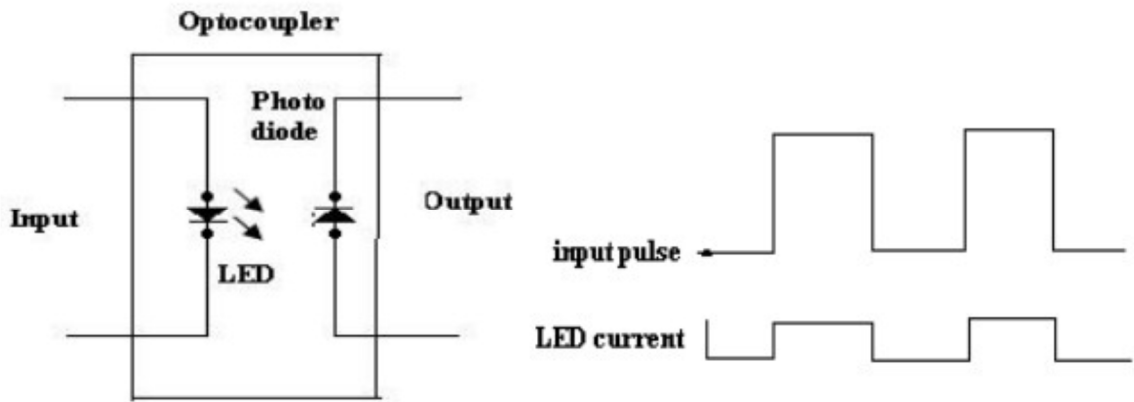 Optocoupler
Photo
diode
Input
Output
LED
input pulse
LED current